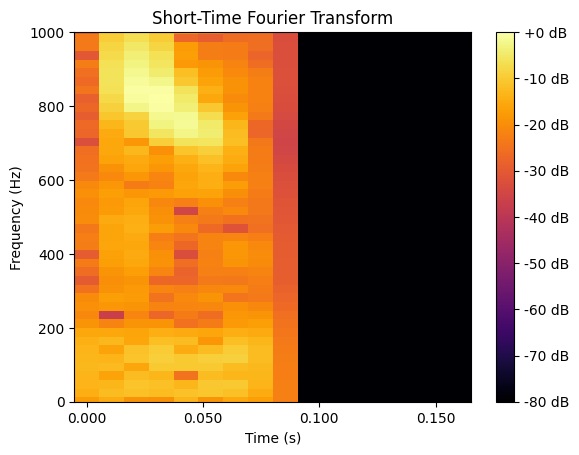 Short-Time Fourier Transform
1000
800
600
400
200
0
Frequency (Hz)
0.000
0.050
0.100
0.150
Time (s)
+0 dB
-10 dB
-20 dB
-30 dB
-40 dB
-50 dB
-60 dB
-70 dB
-80 dB